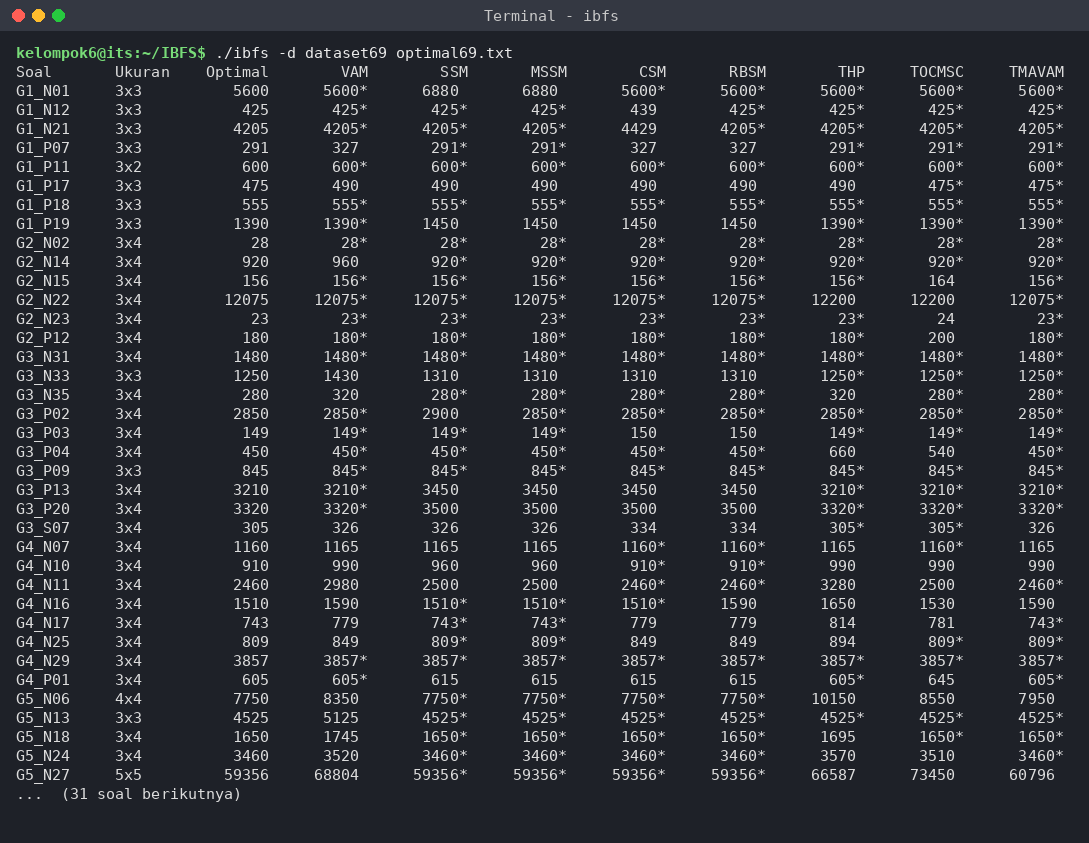 Terminal - ibfs
kelompok6@its:~/IBFS$ ./ibfs -d dataset69 optimal69.txt
Soal Ukuran Optimal VAM SSM MSSM CSM RBSM THP TOCMSC TMAVAM
G1_N01 3x3 5600 5600* 6880 6880 5600* 5600* 5600* 5600* 5600*
G1_N12 3x3 425 425* 425* 425* 439 425* 425* 425* 425*
G1_N21 3x3 4205 4205* 4205* 4205* 4429 4205* 4205* 4205* 4205*
G1_P07 3x3 291 327 291* 291* 327 327 291* 291* 291*
G1_P11 3x2 600 600* 600* 600* 600* 600* 600* 600* 600*
G1_P17 3x3 475 490 490 490 490 490 490 475* 475*
G1_P18 3x3 555 555* 555* 555* 555* 555* 555* 555* 555*
G1_P19 3x3 1390 1390* 1450 1450 1450 1450 1390* 1390* 1390*
G2_N02 3x4 28 28* 28* 28* 28* 28* 28* 28* 28*
G2_N14 3x4 920 960 920* 920* 920* 920* 920* 920* 920*
G2_N15 3x4 156 156* 156* 156* 156* 156* 156* 164 156*
G2_N22 3x4 12075 12075* 12075* 12075* 12075* 12075* 12200 12200 12075*
G2_N23 3x4 23 23* 23* 23* 23* 23* 23* 24 23*
G2_P12 3x4 180 180* 180* 180* 180* 180* 180* 200 180*
G3_N31 3x4 1480 1480* 1480* 1480* 1480* 1480* 1480* 1480* 1480*
G3_N33 3x3 1250 1430 1310 1310 1310 1310 1250* 1250* 1250*
G3_N35 3x4 280 320 280* 280* 280* 280* 320 280* 280*
G3_P02 3x4 2850 2850* 2900 2850* 2850* 2850* 2850* 2850* 2850*
G3_P03 3x4 149 149* 149* 149* 150 150 149* 149* 149*
G3_P04 3x4 450 450* 450* 450* 450* 450* 660 540 450*
G3_P09 3x3 845 845* 845* 845* 845* 845* 845* 845* 845*
G3_P13 3x4 3210 3210* 3450 3450 3450 3450 3210* 3210* 3210*
G3_P20 3x4 3320 3320* 3500 3500 3500 3500 3320* 3320* 3320*
G3_S07 3x4 305 326 326 326 334 334 305* 305* 326
G4_N07 3x4 1160 1165 1165 1165 1160* 1160* 1165 1160* 1165
G4_N10 3x4 910 990 960 960 910* 910* 990 990 990
G4_N11 3x4 2460 2980 2500 2500 2460* 2460* 3280 2500 2460*
G4_N16 3x4 1510 1590 1510* 1510* 1510* 1590 1650 1530 1590
G4_N17 3x4 743 779 743* 743* 779 779 814 781 743*
G4_N25 3x4 809 849 809* 809* 849 849 894 809* 809*
G4_N29 3x4 3857 3857* 3857* 3857* 3857* 3857* 3857* 3857* 3857*
G4_P01 3x4 605 605* 615 615 615 615 605* 645 605*
G5_N06 4x4 7750 8350 7750* 7750* 7750* 7750* 10150 8550 7950
G5_N13 3x3 4525 5125 4525* 4525* 4525* 4525* 4525* 4525* 4525*
G5_N18 3x4 1650 1745 1650* 1650* 1650* 1650* 1695 1650* 1650*
G5_N24 3x4 3460 3520 3460* 3460* 3460* 3460* 3570 3510 3460*
G5_N27 5x5 59356 68804 59356* 59356* 59356* 59356* 66587 73450 60796
... (31 soal berikutnya)